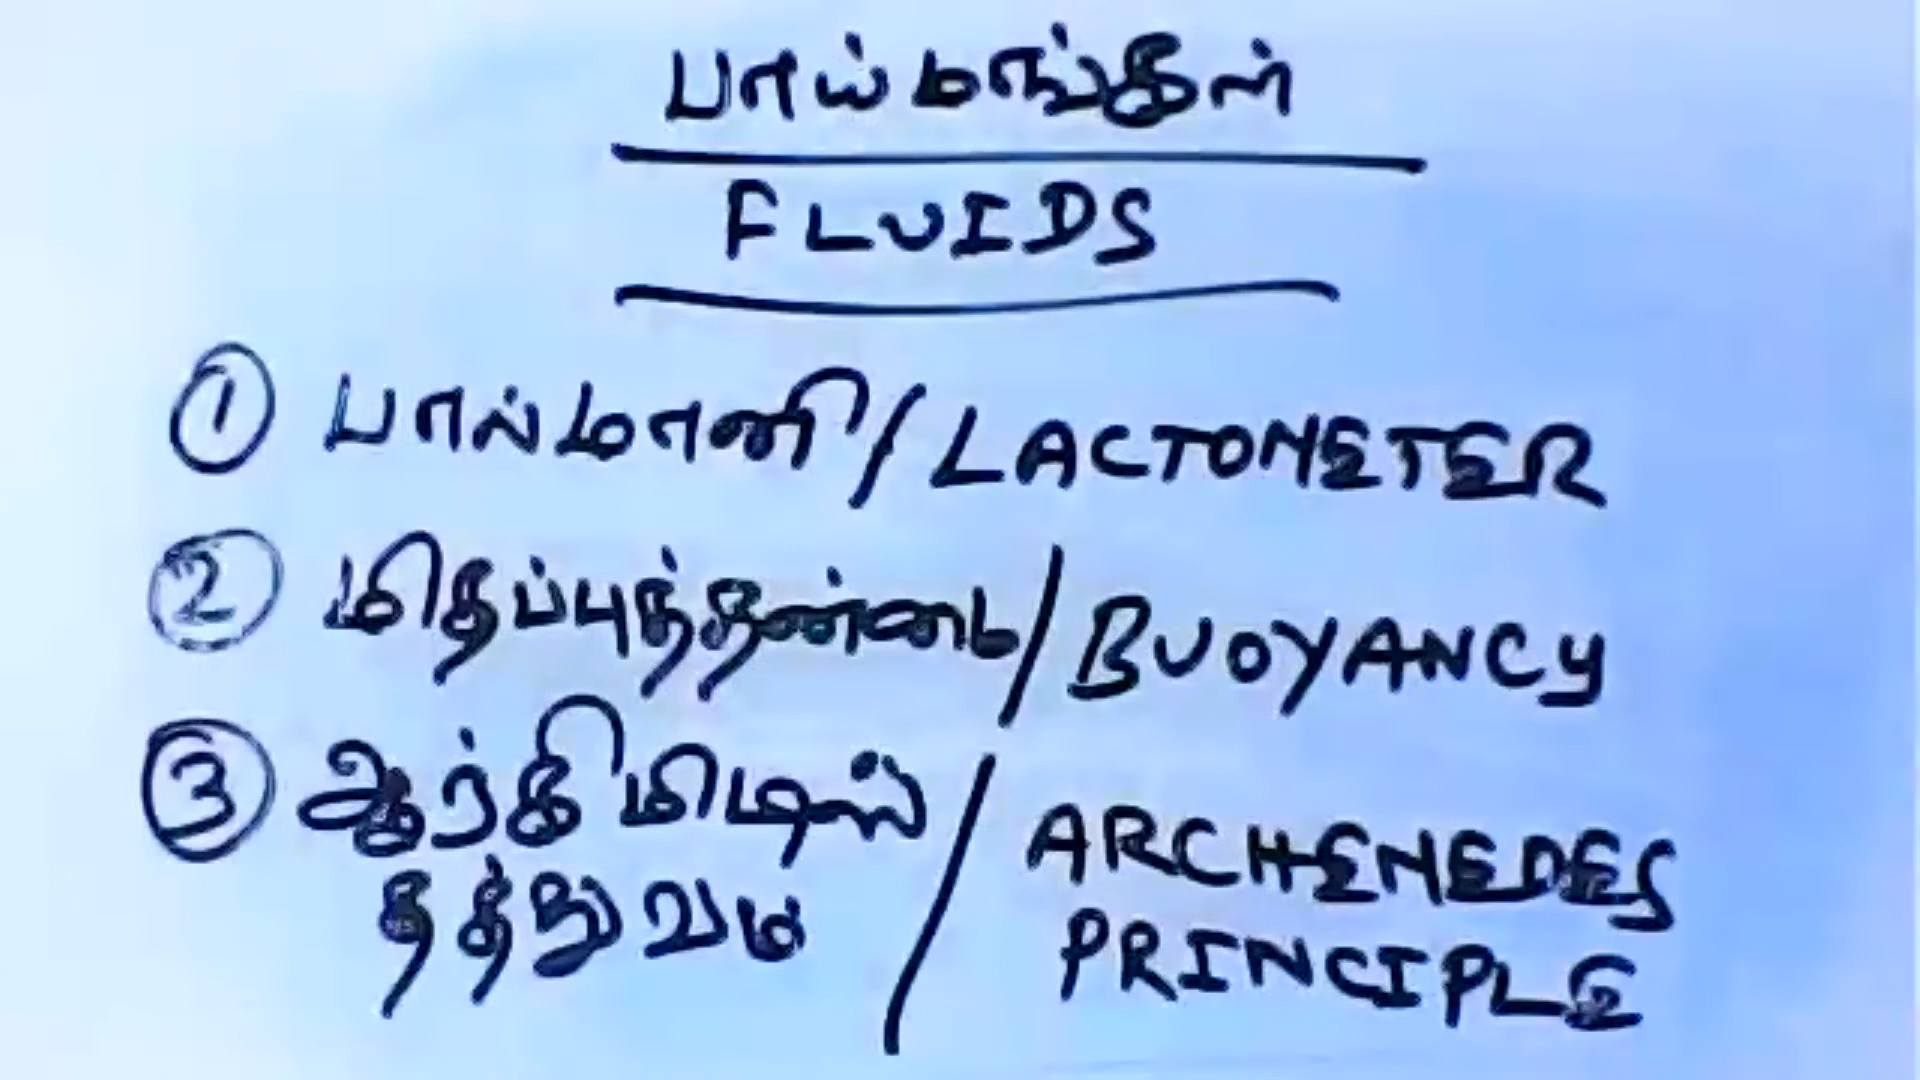 பாய்மங்கள்
FLUIDS
① பால்மானி/LACTOMETER
② மிதப்புத்தன்மை/BUOYANCY
③ ஆர்கிமிடிஸ் / ARCHEMEDES
தத்துவம் PRINCIPLE